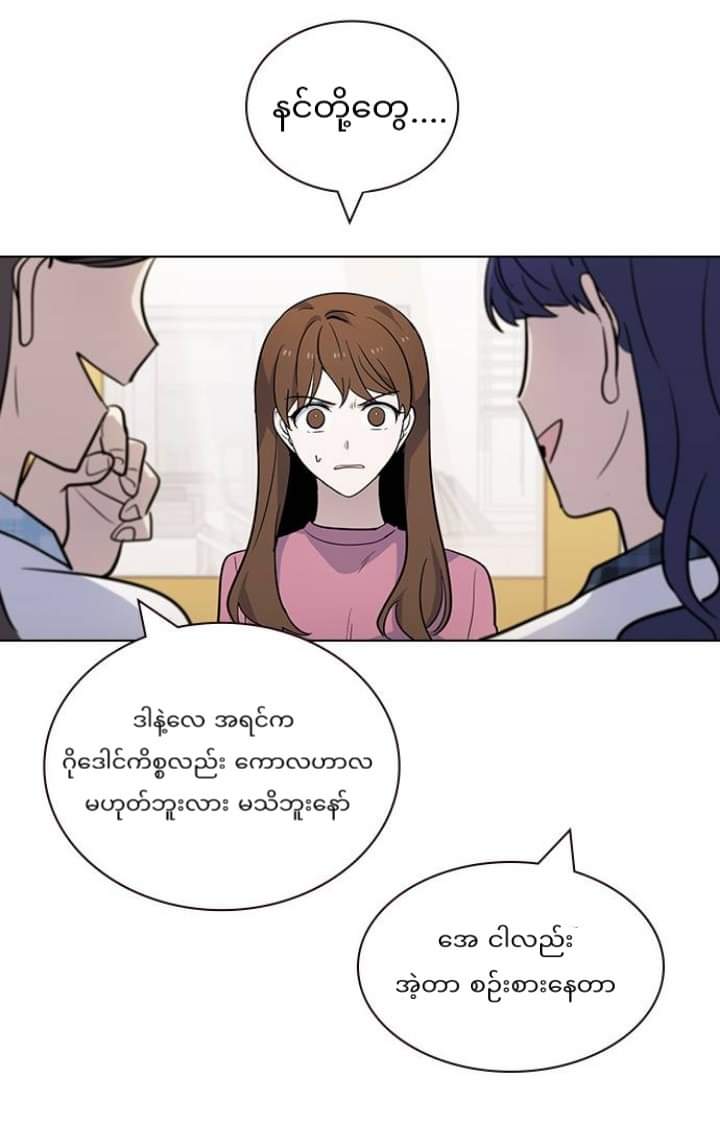 နင်တို့တွေ....
ဒါနဲ့လေ အရင်က
ဂိုဒေါင်ကိစ္စလည်း ကောလဟာလ
မဟုတ်ဘူးလား မသိဘူးနော်
အေ ငါလည်း
အဲ့တာ စဉ်းစားနေတာ